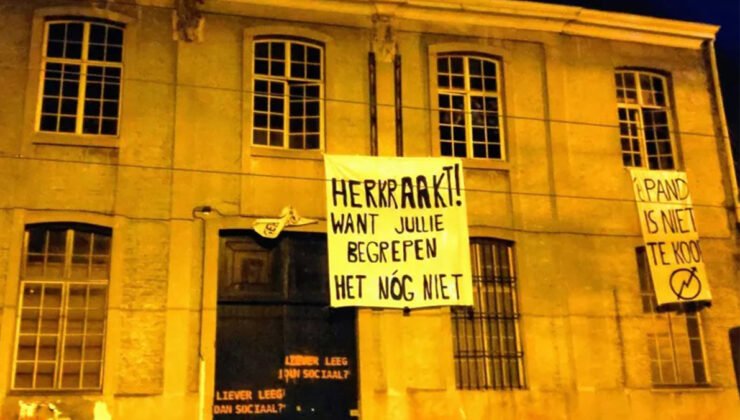 HERKRAAKT!
WANT JULLIE
BEGREPEN
HET NÓG NIET
'T PAND
IS NIET
TE KOOP
LIEVER LEEG
DAN SOCIAAL?
LIEVER LEEG
DAN SOCIAAL?